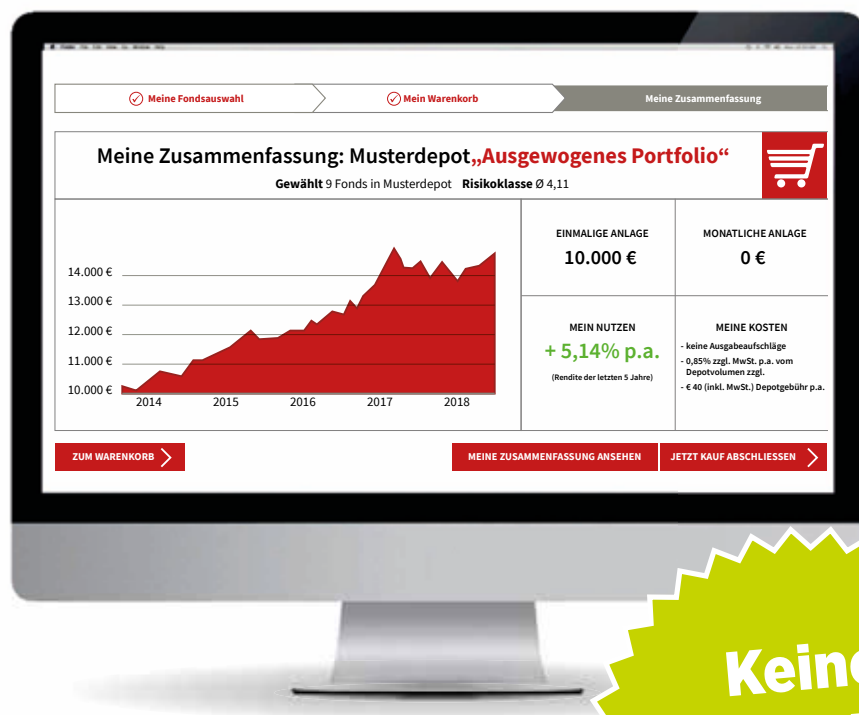 Meine Fondsauswahl
Mein Warenkorb
Meine Zusammenfassung
Meine Zusammenfassung: Musterdepot„Ausgewogenes Portfolio“
Gewählt 9 Fonds in Musterdepot Risikoklasse Ø 4,11
14.000 €
13.000 €
12.000 €
11.000 €
10.000 €
2014 2015 2016 2017 2018
EINMALIGE ANLAGE
10.000 €
MONATLICHE ANLAGE
0 €
MEIN NUTZEN
+ 5,14% p.a.
(Rendite der letzten 5 Jahre)
MEINE KOSTEN
- keine Ausgabeaufschläge
- 0,85% zzgl. MwSt. p.a. vom
Depotvolumen zzgl.
- € 40 (inkl. MwSt.) Depotgebühr p.a.
ZUM WARENKORB
MEINE ZUSAMMENFASSUNG ANSEHEN
JETZT KAUF ABSCHLIESSEN